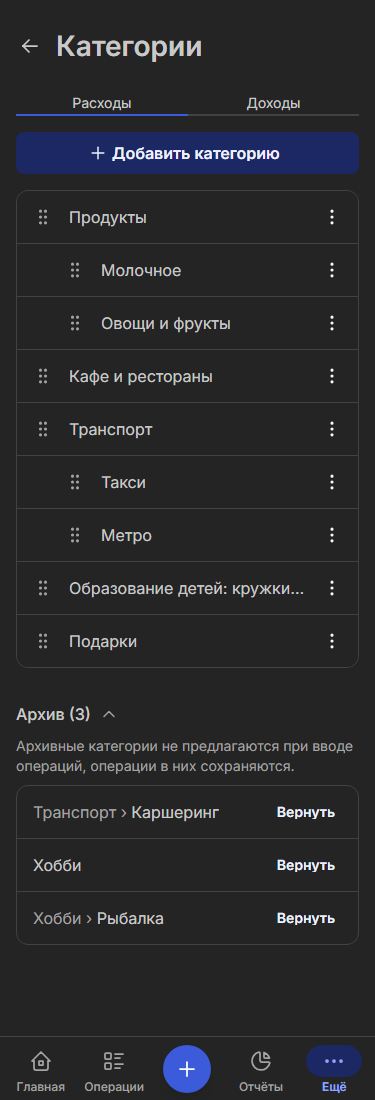 Категории
Расходы
Доходы
Добавить категорию
Продукты
Молочное
Овощи и фрукты
Кафе и рестораны
Транспорт
Такси
Метро
Образование детей: кружки...
Подарки
Архив (3)
Архивные категории не предлагаются при вводе
операций, операции в них сохраняются.
Транспорт › Каршеринг Вернуть
Хобби Вернуть
Хобби › Рыбалка Вернуть
Главная Операции Отчёты Ещё